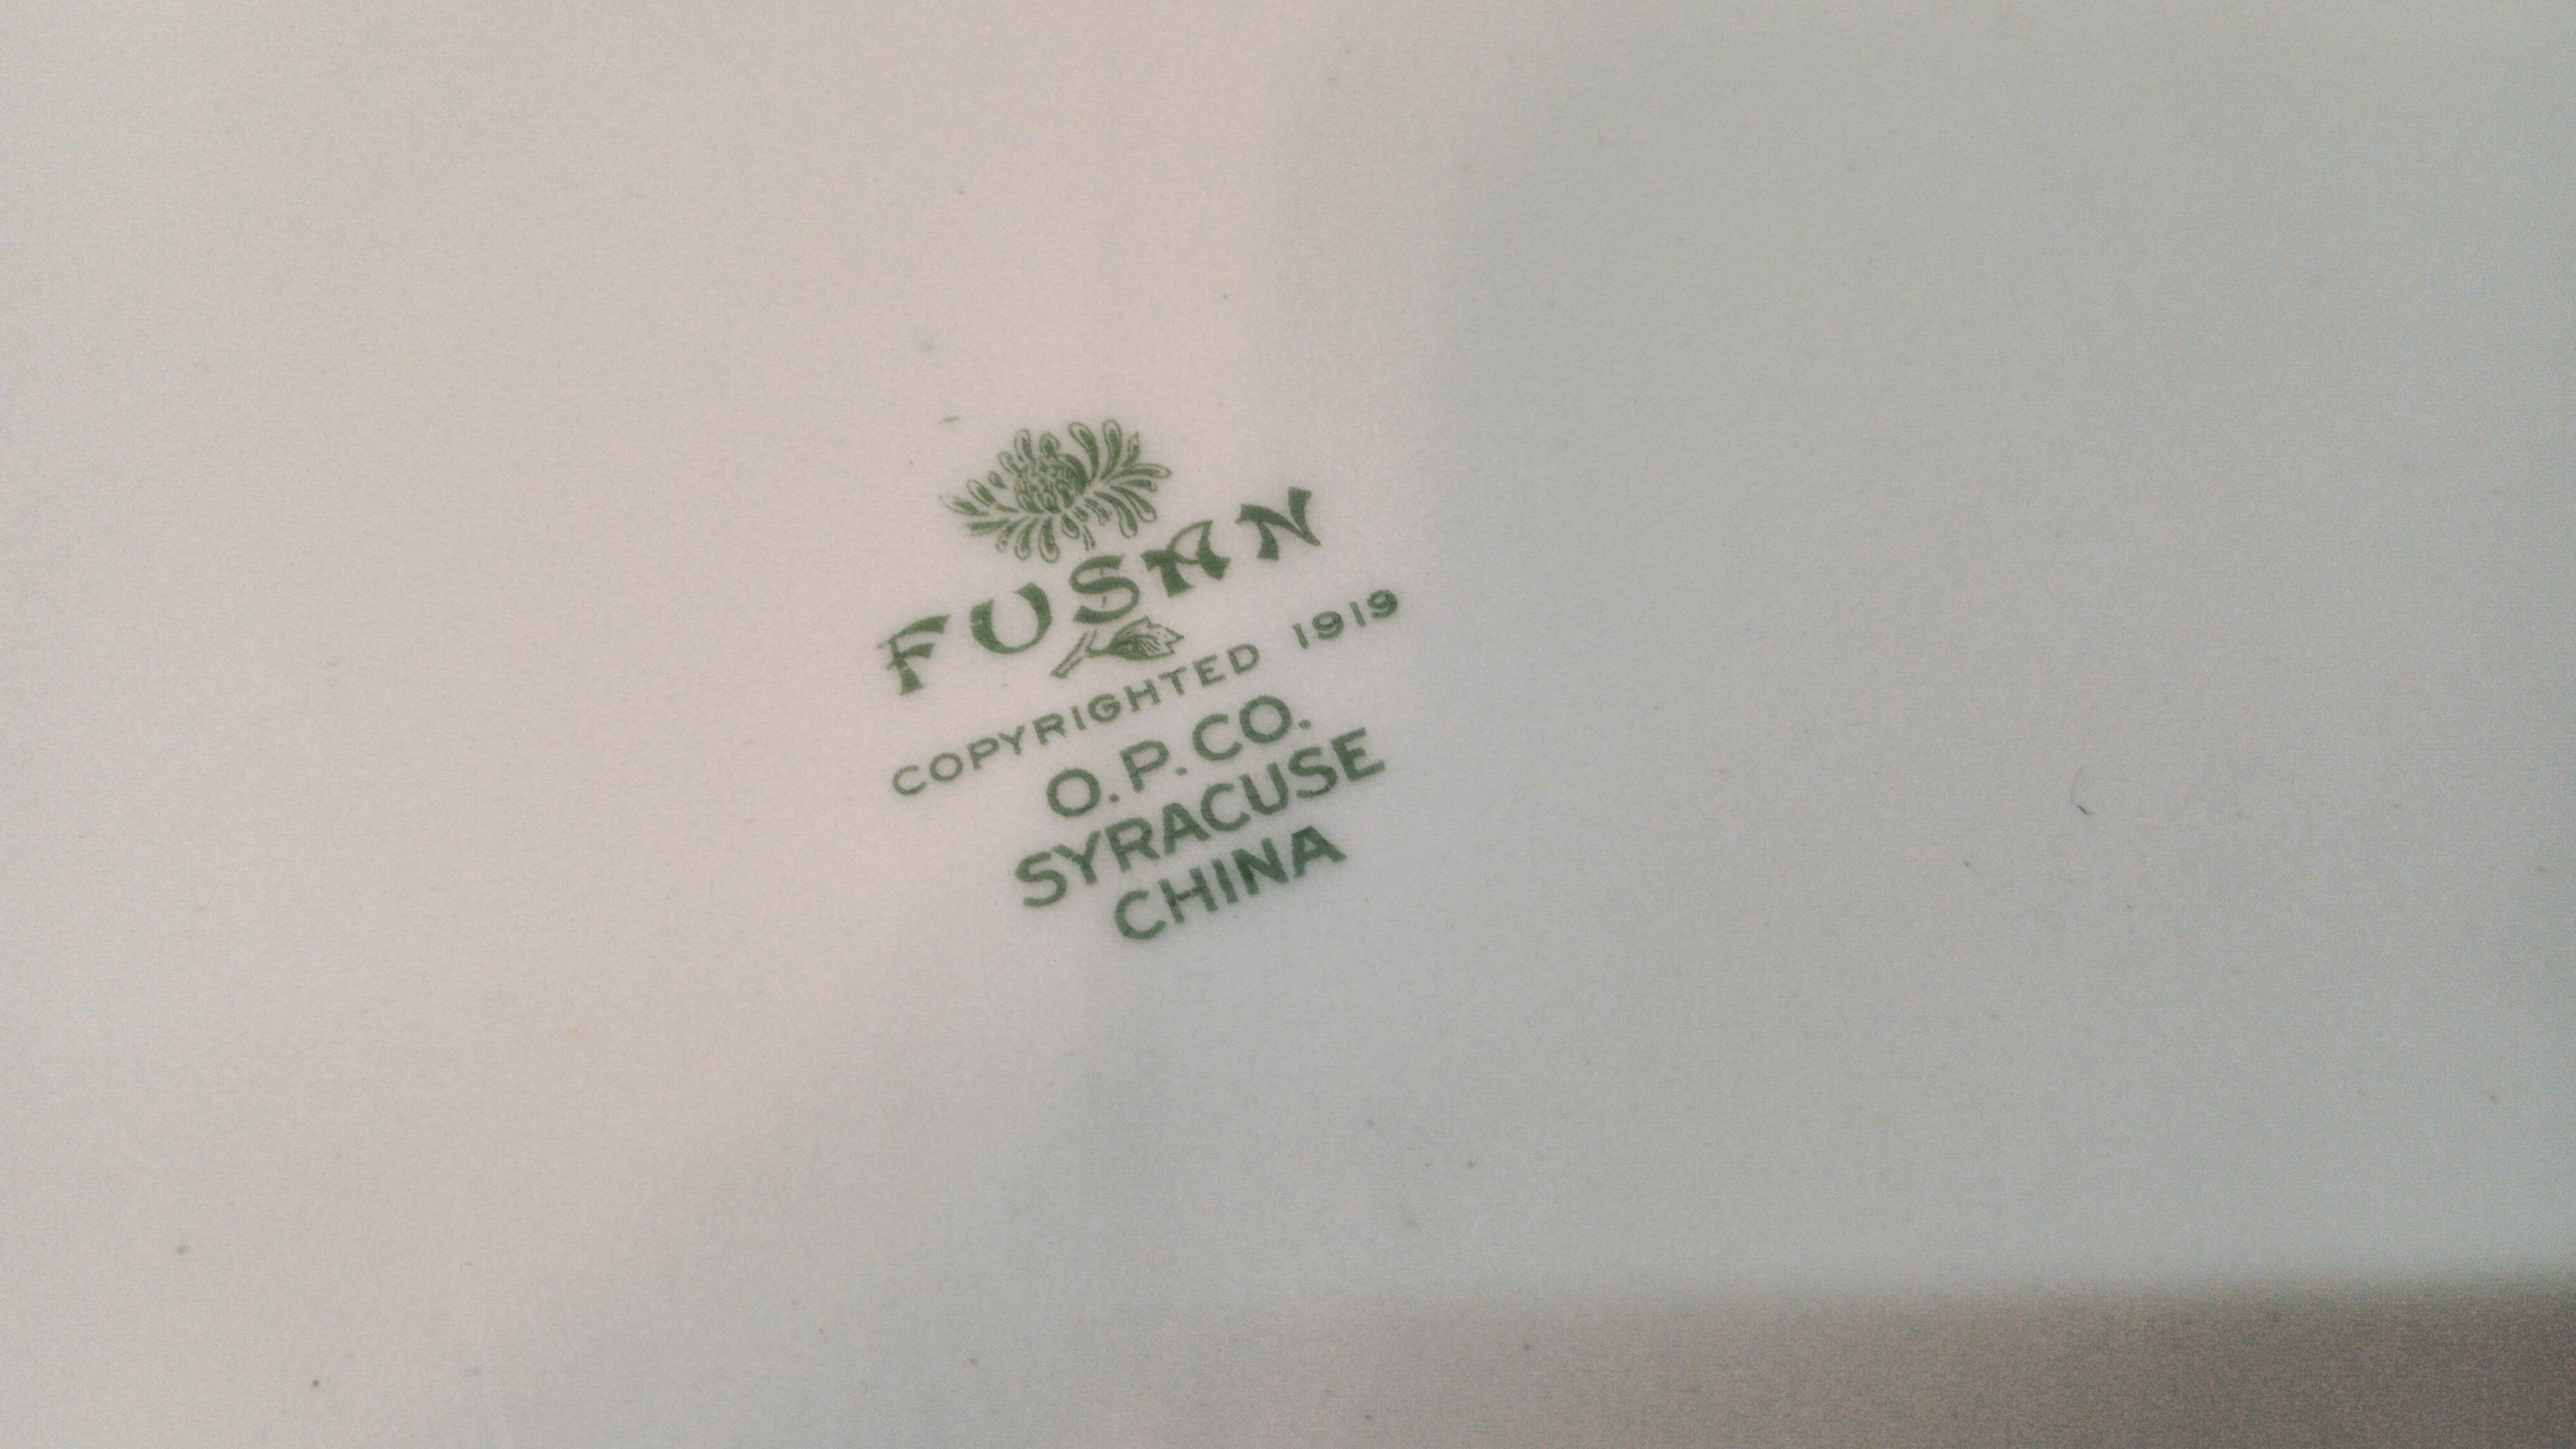 FUSAN
COPYRIGHTED 1919
O.P.CO.
SYRACUSE
CHINA